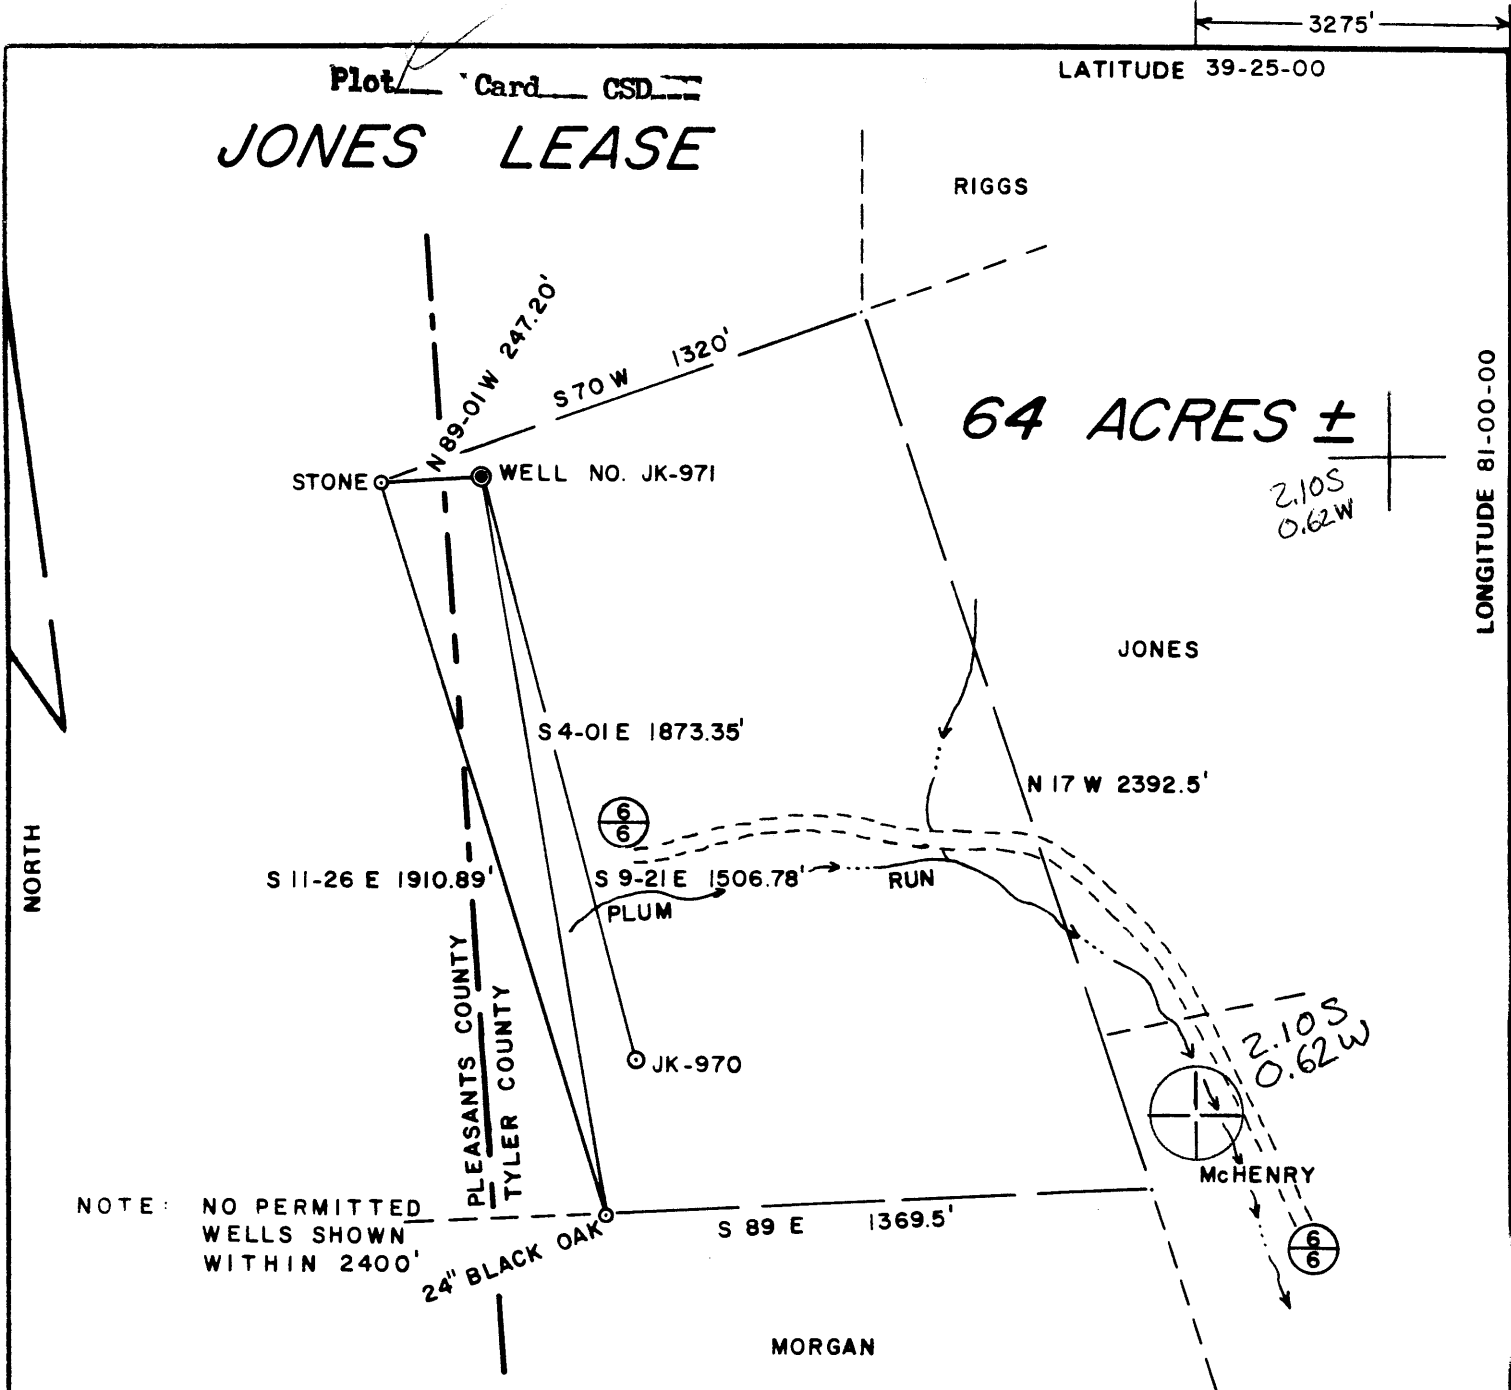 3275'
LATITUDE 39-25-00
Plot___ Card___ CSD___
JONES LEASE
RIGGS
N 89-01 W 247.20'
S 70 W 1320'
64 ACRES ±
LONGITUDE 81-00-00
STONE
WELL NO. JK-971
2.10S
0.62W
JONES
S 4-01 E 1873.35'
N 17 W 2392.5'
6
6
NORTH
S 11-26 E 1910.89'
S 9-21 E 1506.78'
RUN
PLUM
PLEASANTS COUNTY
TYLER COUNTY
JK-970
2.10S
0.62W
McHENRY
NOTE: NO PERMITTED
WELLS SHOWN
WITHIN 2400'
24" BLACK OAK
S 89 E 1369.5'
6
6
MORGAN